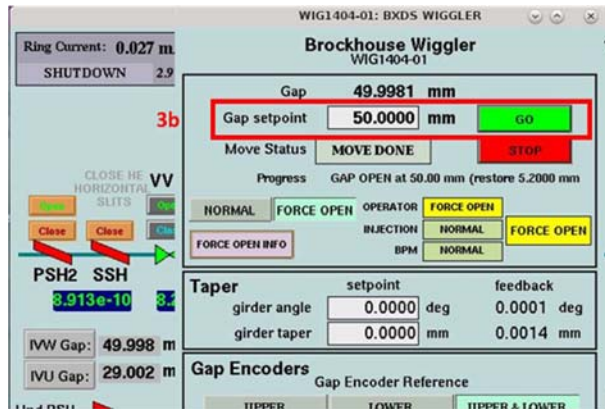 WIG1404-01: BXDS WIGGLER
Ring Current: 0.027 m
SHUTDOWN 2.9
Brockhouse Wiggler
WIG1404-01
Gap 49.9981 mm
3b Gap setpoint 50.0000 mm GO
Move Status MOVE DONE STOP
Progress GAP OPEN at 50.00 mm (restore 5.2000 mm
CLOSE HE
HORIZONTAL
SLITS
VV
Open
NORMAL FORCE OPEN OPERATOR FORCE OPEN
INJECTION NORMAL FORCE OPEN
FORCE OPEN INFO BPM NORMAL
Close Close
PSH2 SSH
8.913e-10 8.2
Taper setpoint feedback
girder angle 0.0000 deg 0.0001 deg
girder taper 0.0000 mm 0.0014 mm
IVW Gap: 49.998 m
IVU Gap: 29.002 m
Gap Encoders
Gap Encoder Reference
UPPER LOWER UPPER & LOWER